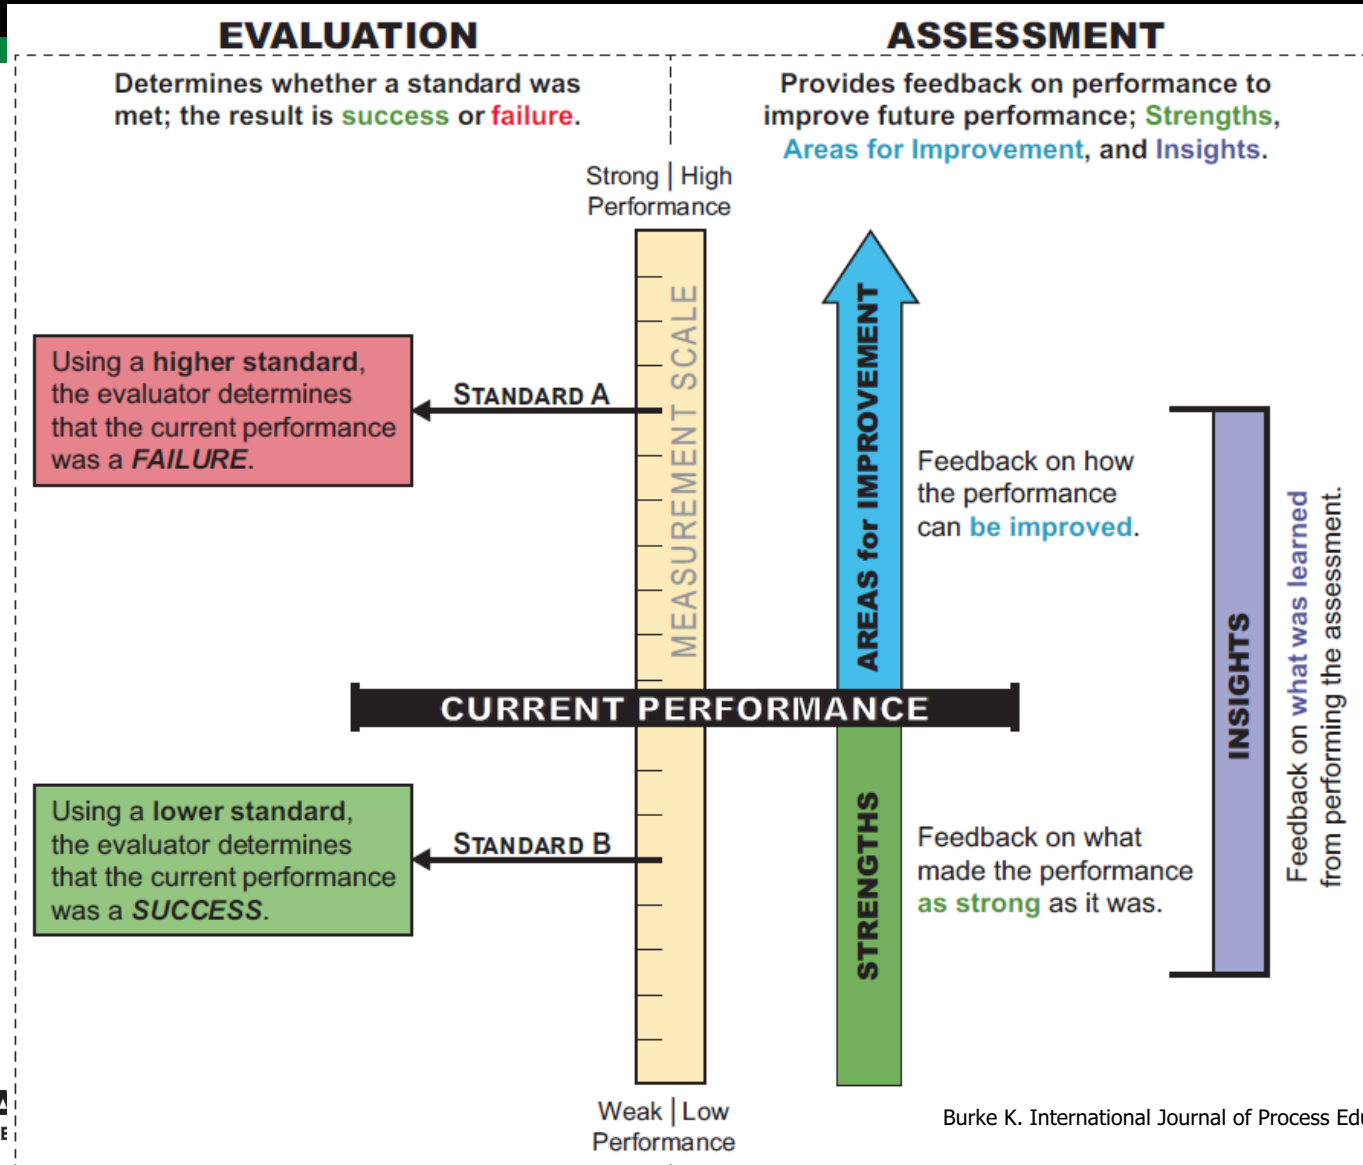 EVALUATION
Determines whether a standard was
met; the result is success or failure.
ASSESSMENT
Provides feedback on performance to
improve future performance; Strengths,
Areas for Improvement, and Insights.
Strong | High
Performance
MEASUREMENT SCALE
Using a higher standard,
the evaluator determines
that the current performance
was a FAILURE.
STANDARD A
AREAS for IMPROVEMENT
Feedback on how
the performance
can be improved.
CURRENT PERFORMANCE
Using a lower standard,
the evaluator determines
that the current performance
was a SUCCESS.
STANDARD B
STRENGTHS
Feedback on what
made the performance
as strong as it was.
INSIGHTS
Feedback on what was learned
from performing the assessment.
Weak | Low
Performance
Burke K. International Journal of Process Edu